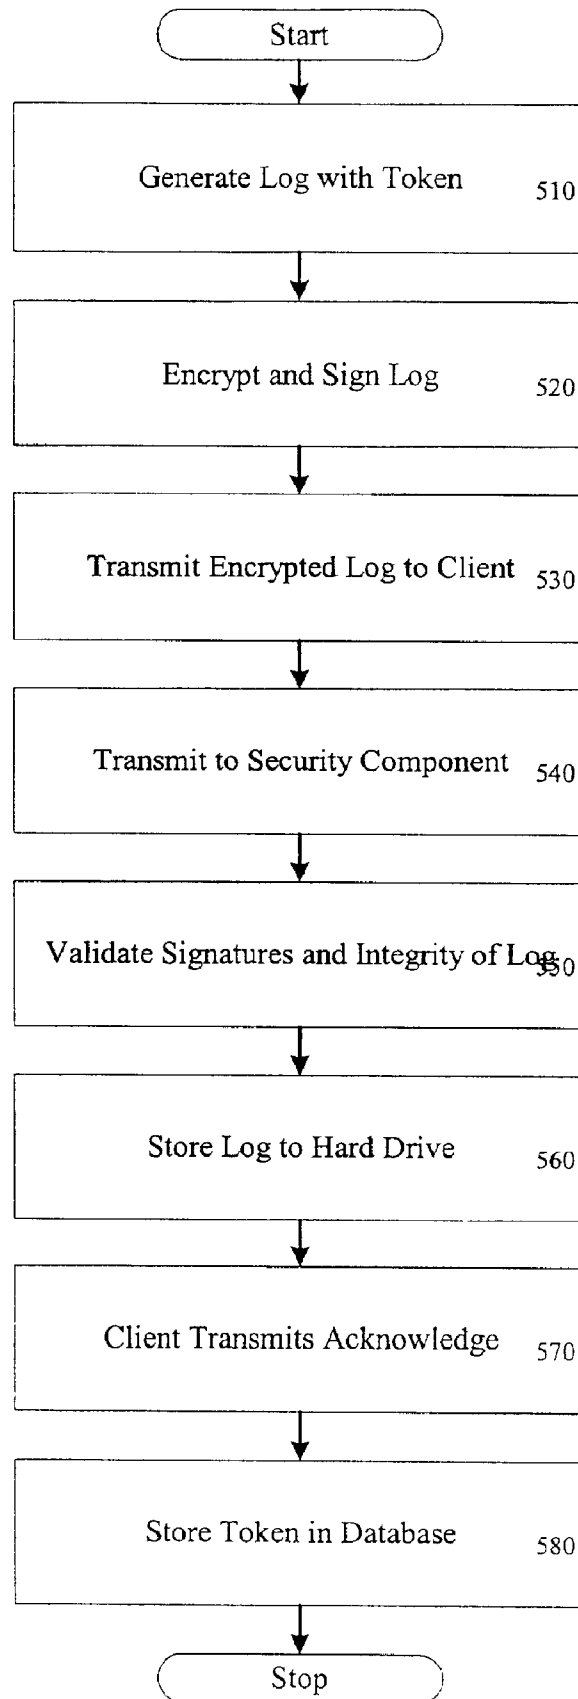 Start
Generate Log with Token 510
Encrypt and Sign Log 520
Transmit Encrypted Log to Client 530
Transmit to Security Component 540
Validate Signatures and Integrity of Log 550
Store Log to Hard Drive 560
Client Transmits Acknowledge 570
Store Token in Database 580
Stop